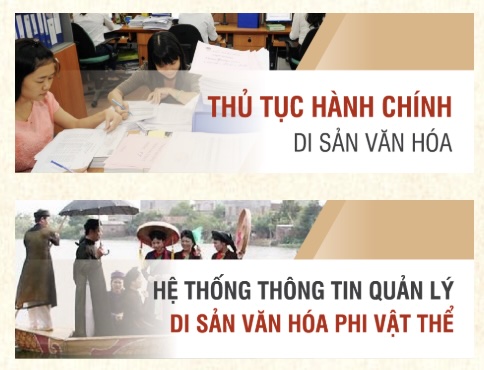 THỦ TỤC HÀNH CHÍNH
DI SẢN VĂN HÓA
HỆ THỐNG THÔNG TIN QUẢN LÝ
DI SẢN VĂN HÓA PHI VẬT THỂ